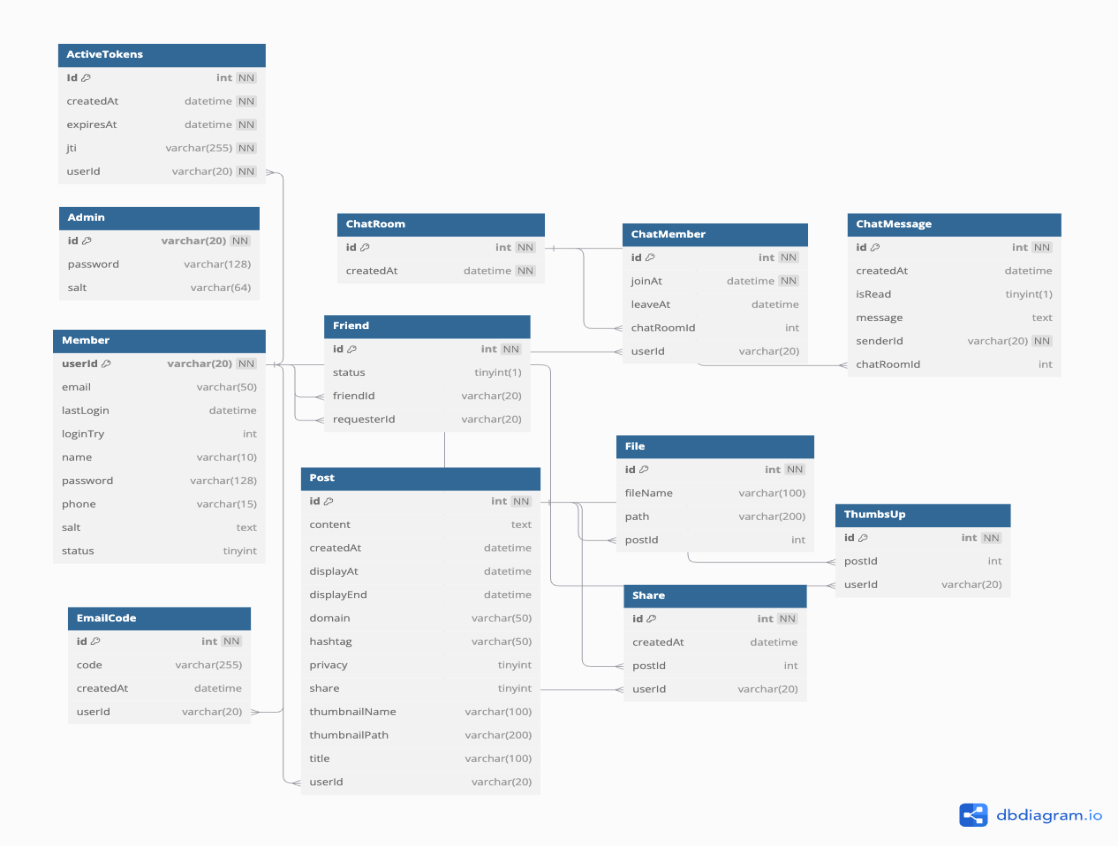 ActiveTokens
Id int NN
createdAt datetime NN
expiresAt datetime NN
jti varchar(255) NN
userId varchar(20) NN
Admin
id varchar(20) NN
password varchar(128)
salt varchar(64)
Member
userId varchar(20) NN
email varchar(50)
lastLogin datetime
loginTry int
name varchar(10)
password varchar(128)
phone varchar(15)
salt text
status tinyint
EmailCode
id int NN
code varchar(255)
createdAt datetime
userId varchar(20)
ChatRoom
id int NN
createdAt datetime NN
Friend
id int NN
status tinyint(1)
friendId varchar(20)
requesterId varchar(20)
Post
id int NN
content text
createdAt datetime
displayAt datetime
displayEnd datetime
domain varchar(50)
hashtag varchar(50)
privacy tinyint
share tinyint
thumbnailName varchar(100)
thumbnailPath varchar(200)
title varchar(100)
userId varchar(20)
ChatMember
id int NN
joinAt datetime NN
leaveAt datetime
chatRoomId int
userId varchar(20)
File
id int NN
fileName varchar(100)
path varchar(200)
postId int
Share
id int NN
createdAt datetime
postId int
userId varchar(20)
ChatMessage
id int NN
createdAt datetime
isRead tinyint(1)
message text
senderId varchar(20) NN
chatRoomId int
ThumbsUp
id int NN
postId int
userId varchar(20)
dbdiagram.io